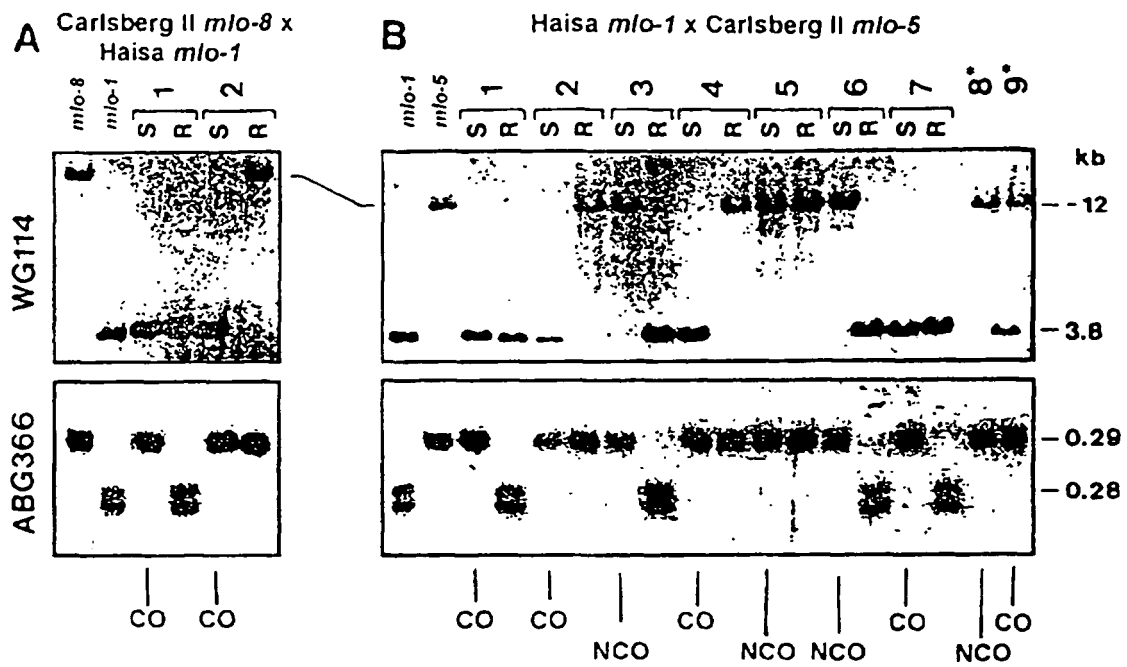 A
Carlsberg II mlo-8 x
Haisa mlo-1
mlo-8 mlo-1 1 2
S R S R
B
Haisa mlo-1 x Carlsberg II mlo-5
mlo-1 mlo-5 1 2 3 4 5 6 7 8* 9*
S R S R S R S R S R S R S R
kb
WG114
12
3.8
ABG366
0.29
0.28
CO CO
CO CO NCO CO NCO NCO CO NCO CO